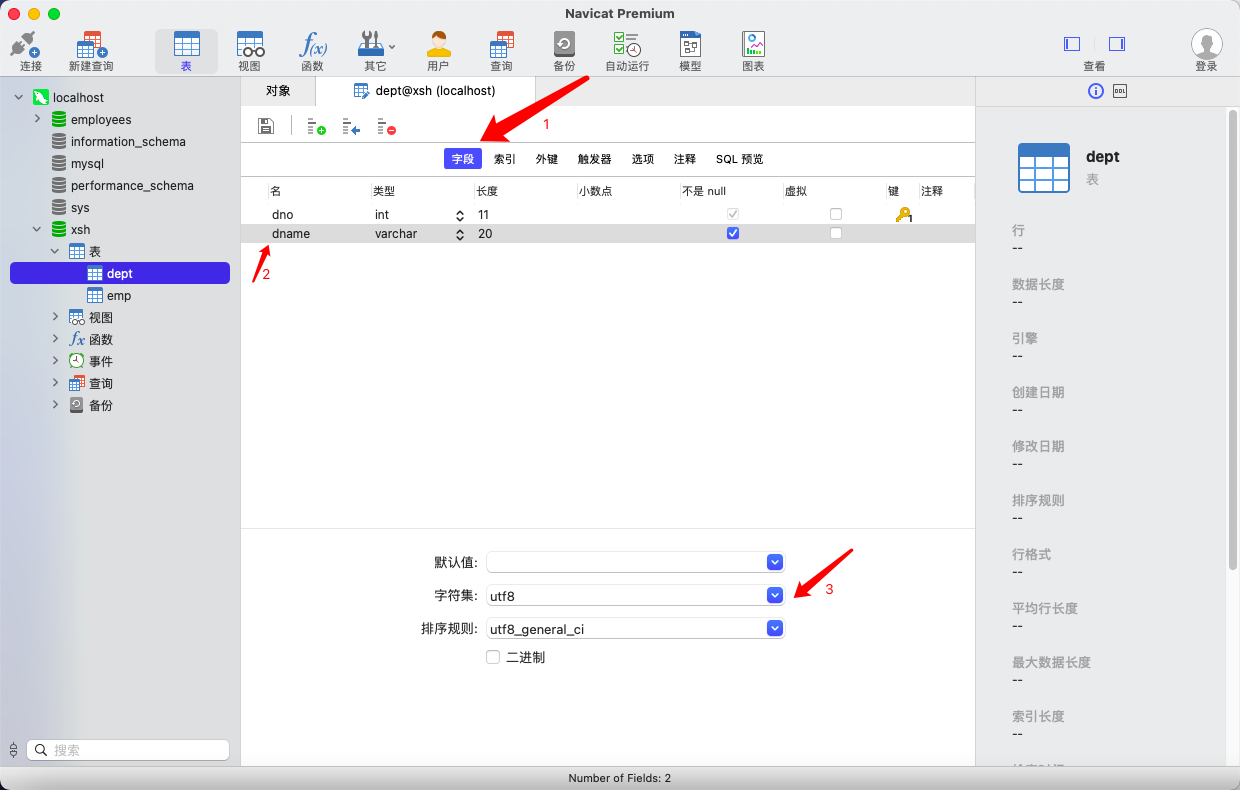 Navicat Premium
连接
新建查询
表
视图
函数
其它
用户
查询
备份
自动运行
模型
图表
查看
登录
localhost
employees
information_schema
mysql
performance_schema
sys
xsh
表
dept
emp
视图
函数
事件
查询
备份
搜索
对象
dept@xsh (localhost)
1
字段 索引 外键 触发器 选项 注释 SQL 预览
名 类型 长度 小数点 不是 null 虚拟 键 注释
dno int 11 1
dname varchar 20
2
默认值:
字符集: utf8
3
排序规则: utf8_general_ci
二进制
DDL
dept
表
行
--
数据长度
--
引擎
--
创建日期
--
修改日期
--
排序规则
--
行格式
--
平均行长度
--
最大数据长度
--
索引长度
--
Number of Fields: 2